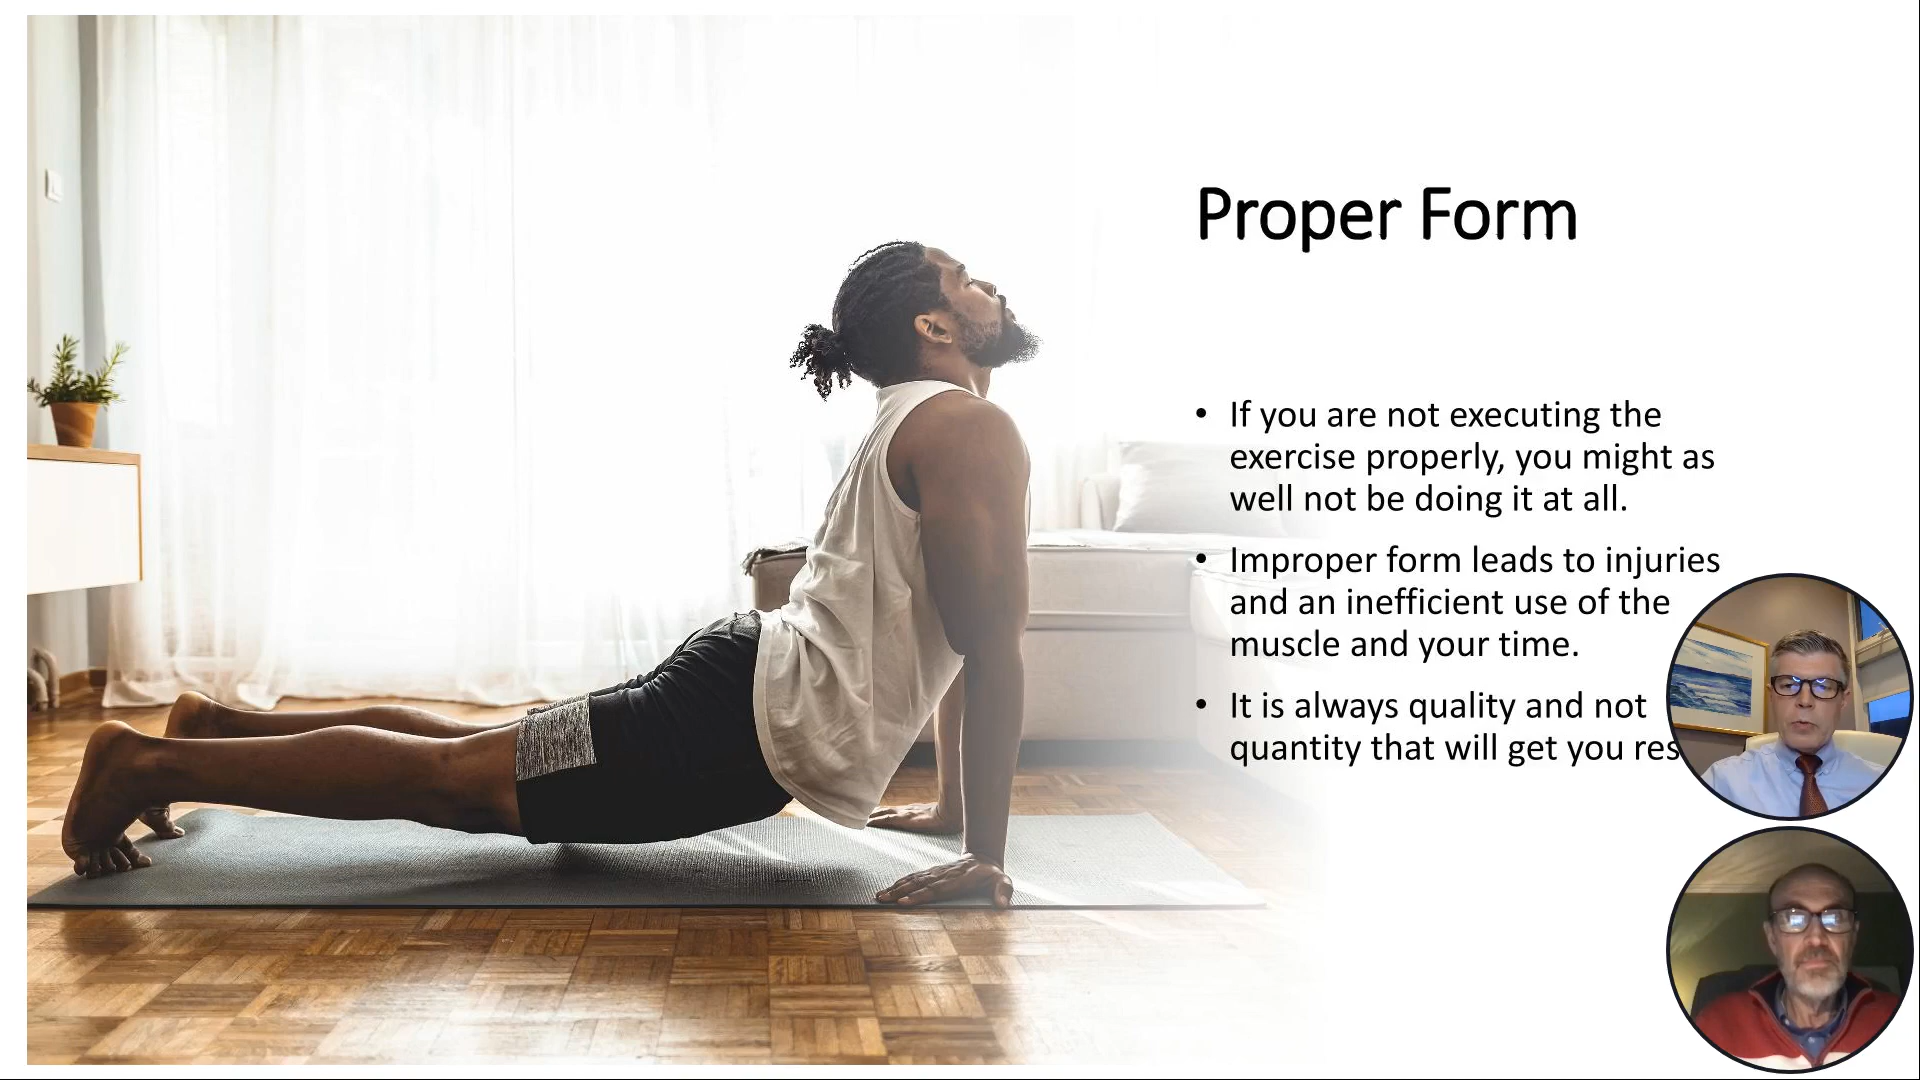 Proper Form
• If you are not executing the
exercise properly, you might as
well not be doing it at all.
• Improper form leads to injuries
and an inefficient use of the
muscle and your time.
• It is always quality and not
quantity that will get you